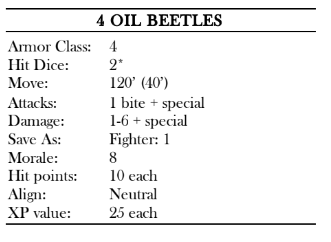 4 OIL BEETLES
Armor Class: 4
Hit Dice: 2*
Move: 120’ (40’)
Attacks: 1 bite + special
Damage: 1-6 + special
Save As: Fighter: 1
Morale: 8
Hit points: 10 each
Align: Neutral
XP value: 25 each